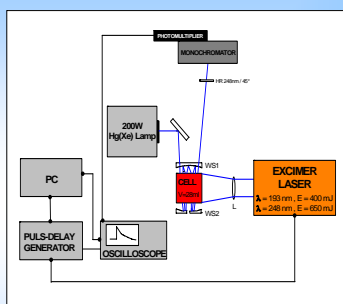 PHOTOMULTIPLIER
MONOCHROMATOR
HR 248nm / 45°
200W
Hg(Xe) Lamp
WS1
CELL
WS2
L
EXCIMER
LASER
λ = 193 nm , E = 400 mJ
λ = 248 nm , E = 650 mJ
PC
PULS-DELAY
GENERATOR
OSCILLOSCOPE